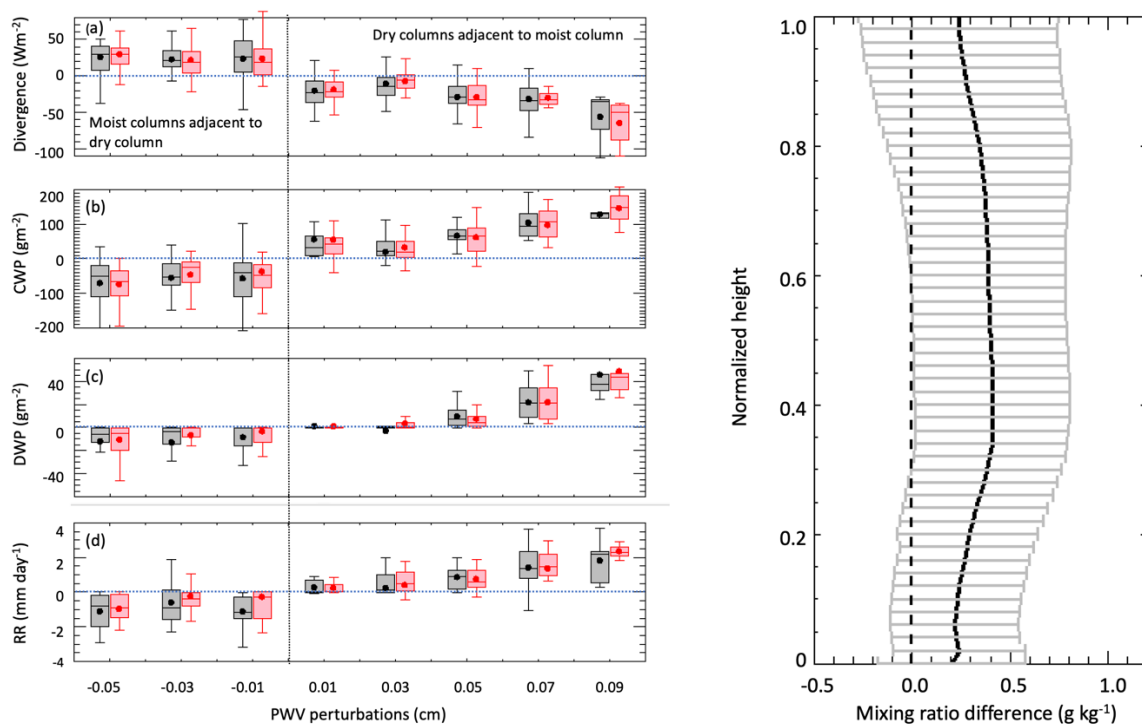 (a)
Dry columns adjacent to moist column
Moist columns adjacent to
dry column
Divergence (Wm⁻²)
50
0
-50
-100
(b)
CWP (gm⁻²)
200
100
0
-100
-200
(c)
DWP (gm⁻²)
40
0
-40
(d)
RR (mm day⁻¹)
4
2
0
-2
-4
-0.05 -0.03 -0.01 0.01 0.03 0.05 0.07 0.09
PWV perturbations (cm)
Normalized height
1.0
0.8
0.6
0.4
0.2
0
-0.5 0.0 0.5 1.0
Mixing ratio difference (g kg⁻¹)